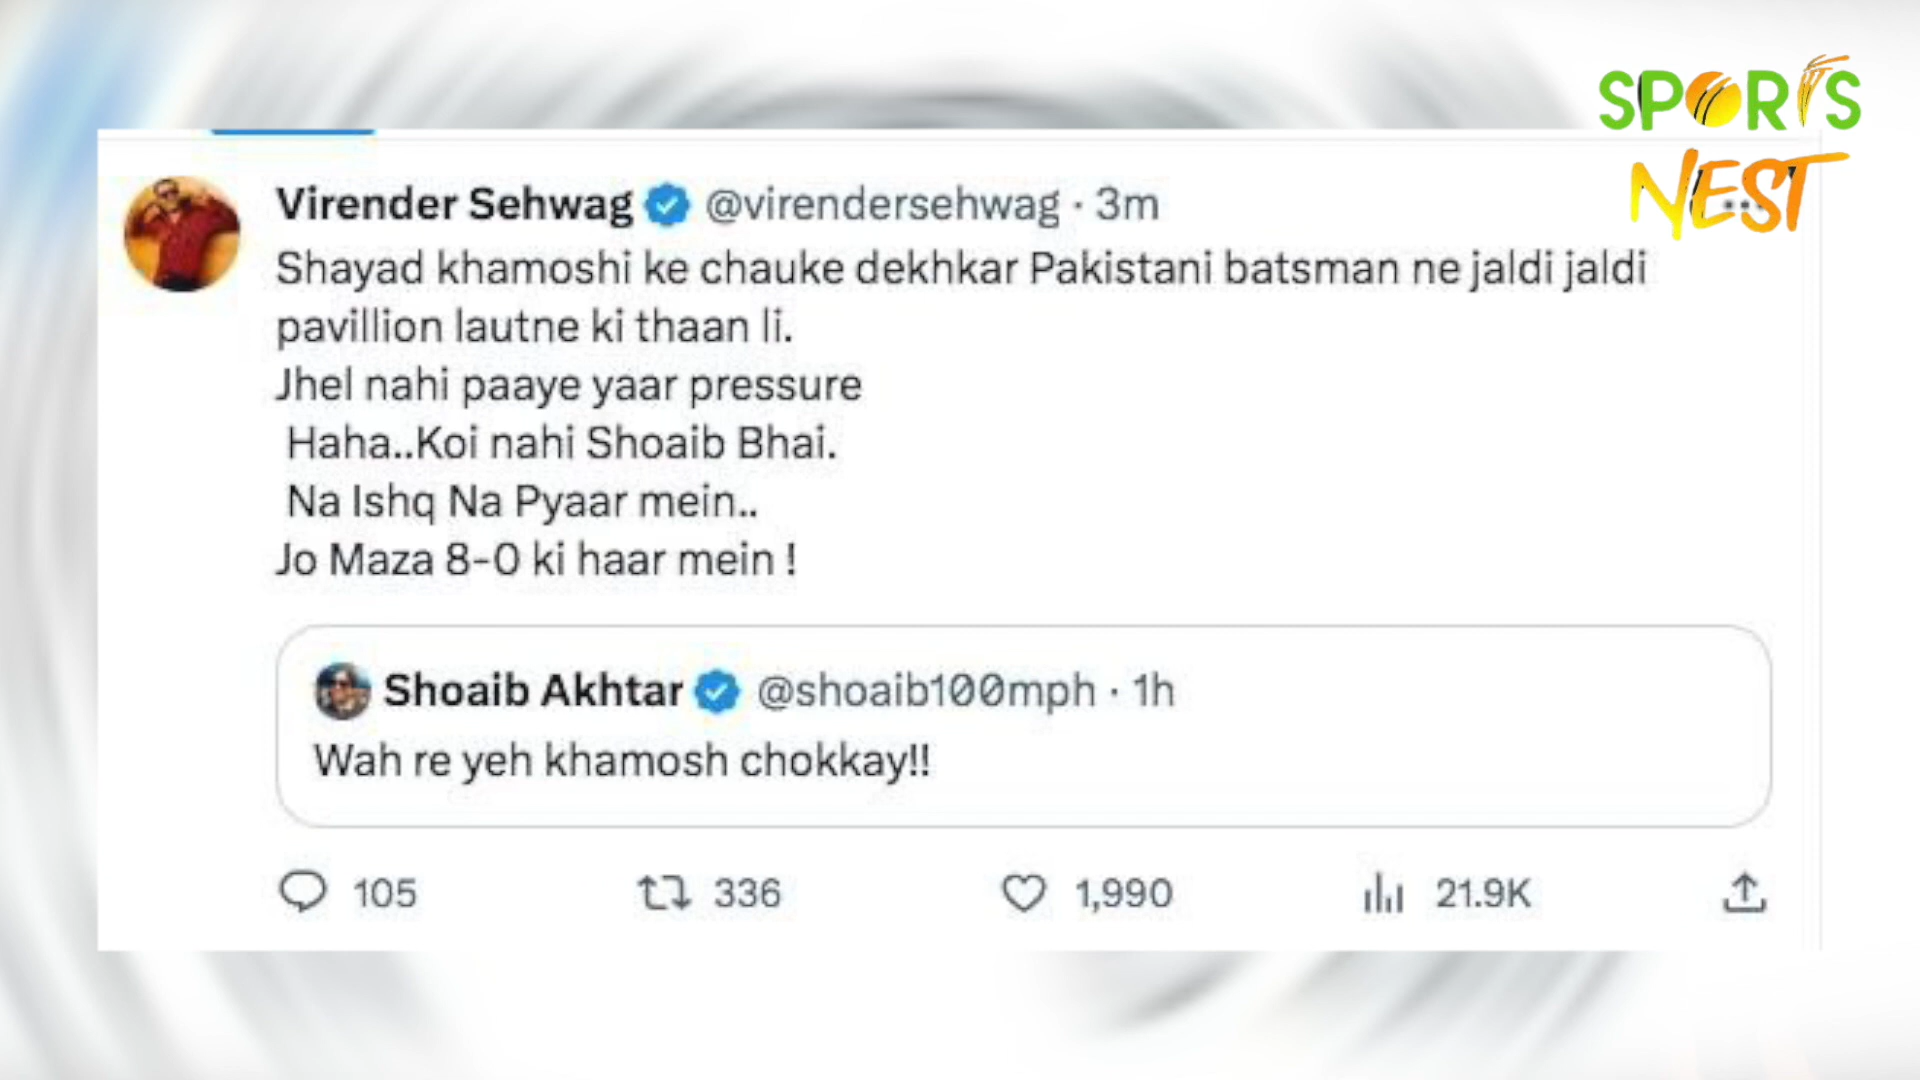 SPORTS
NEST
Virender Sehwag @virendersehwag · 3m
Shayad khamoshi ke chauke dekhkar Pakistani batsman ne jaldi jaldi
pavillion lautne ki thaan li.
Jhel nahi paaye yaar pressure
Haha..Koi nahi Shoaib Bhai.
Na Ishq Na Pyaar mein..
Jo Maza 8-0 ki haar mein !
Shoaib Akhtar @shoaib100mph · 1h
Wah re yeh khamosh chokkay!!
105 336 1,990 21.9K